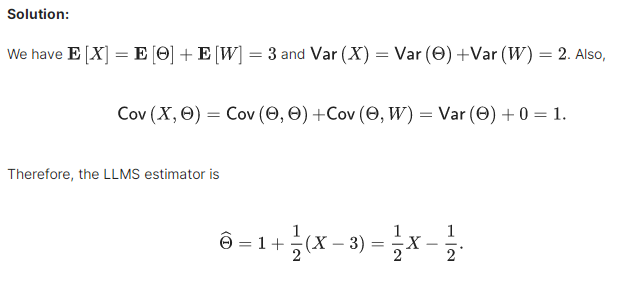 Solution:
We have E [X] = E [Θ] + E [W] = 3 and Var (X) = Var (Θ) +Var (W) = 2. Also,
Cov (X, Θ) = Cov (Θ, Θ) +Cov (Θ, W) = Var (Θ) + 0 = 1.
Therefore, the LLMS estimator is
Θ̂ = 1 + 1/2 (X − 3) = 1/2 X − 1/2.